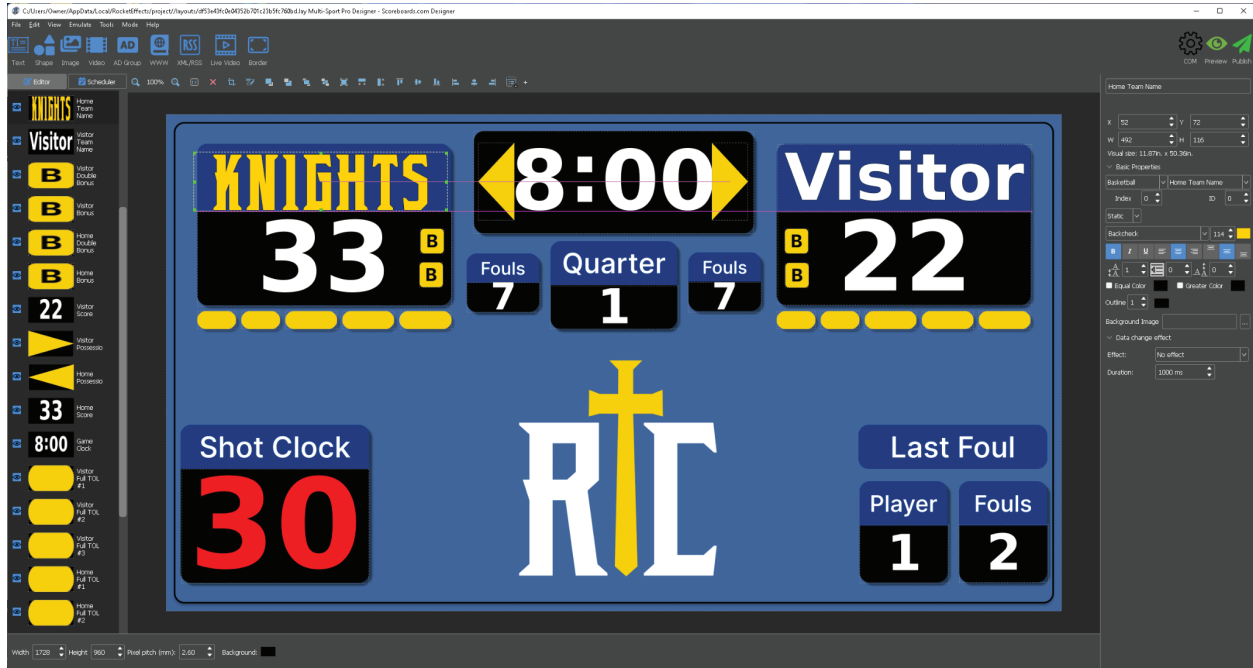 C:/Users/Owner/AppData/Local/RocketEffects/project//layouts/df53e43fc0e04352b701c23b5fc760bd.lay Multi-Sport Pro Designer - Scoreboards.com Designer
File Edit View Emulate Tools Mode Help
AD RSS
Text Shape Image Video AD Group WWW XML/RSS Live Video Border
COM Preview Publish
Editor Scheduler 100%
KNIGHTS Home Team Name
Visitor Visitor Team Name
B Visitor Double Bonus
B Visitor Bonus
B Home Double Bonus
B Home Bonus
22 Visitor Score
Visitor Possessio
Home Possessio
33 Home Score
8:00 Game Clock
Visitor Full TOL #1
Visitor Full TOL #2
Visitor Full TOL #3
Home Full TOL #1
Home Full TOL #2
KNIGHTS 8:00 Visitor
33 B B 22
Fouls 7
Quarter 1
Fouls 7
B B
Shot Clock
30
RTC
Last Foul
Player Fouls
1 2
Home Team Name
X 52 Y 72
W 492 H 116
Visual size: 11.87in. x 50.36in.
Basic Properties
Basketball Home Team Name
Index 0 ID 0
Static
Backcheck 114
B I U
1 0 0
Equal Color Greater Color
Outline 1
Background Image ...
Data change effect
Effect: No effect
Duration: 1000 ms
Width 1728 Height 960 Pixel pitch (mm): 2.60 Background: